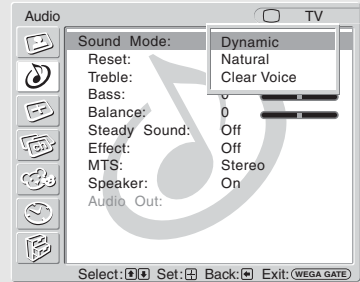 Audio TV
Sound Mode: Dynamic
Reset: Natural
Treble: Clear Voice
Bass: 0
Balance: 0
Steady Sound: Off
Effect: Off
MTS: Stereo
Speaker: On
Audio Out:
Select: Set: Back: Exit: WEGA GATE